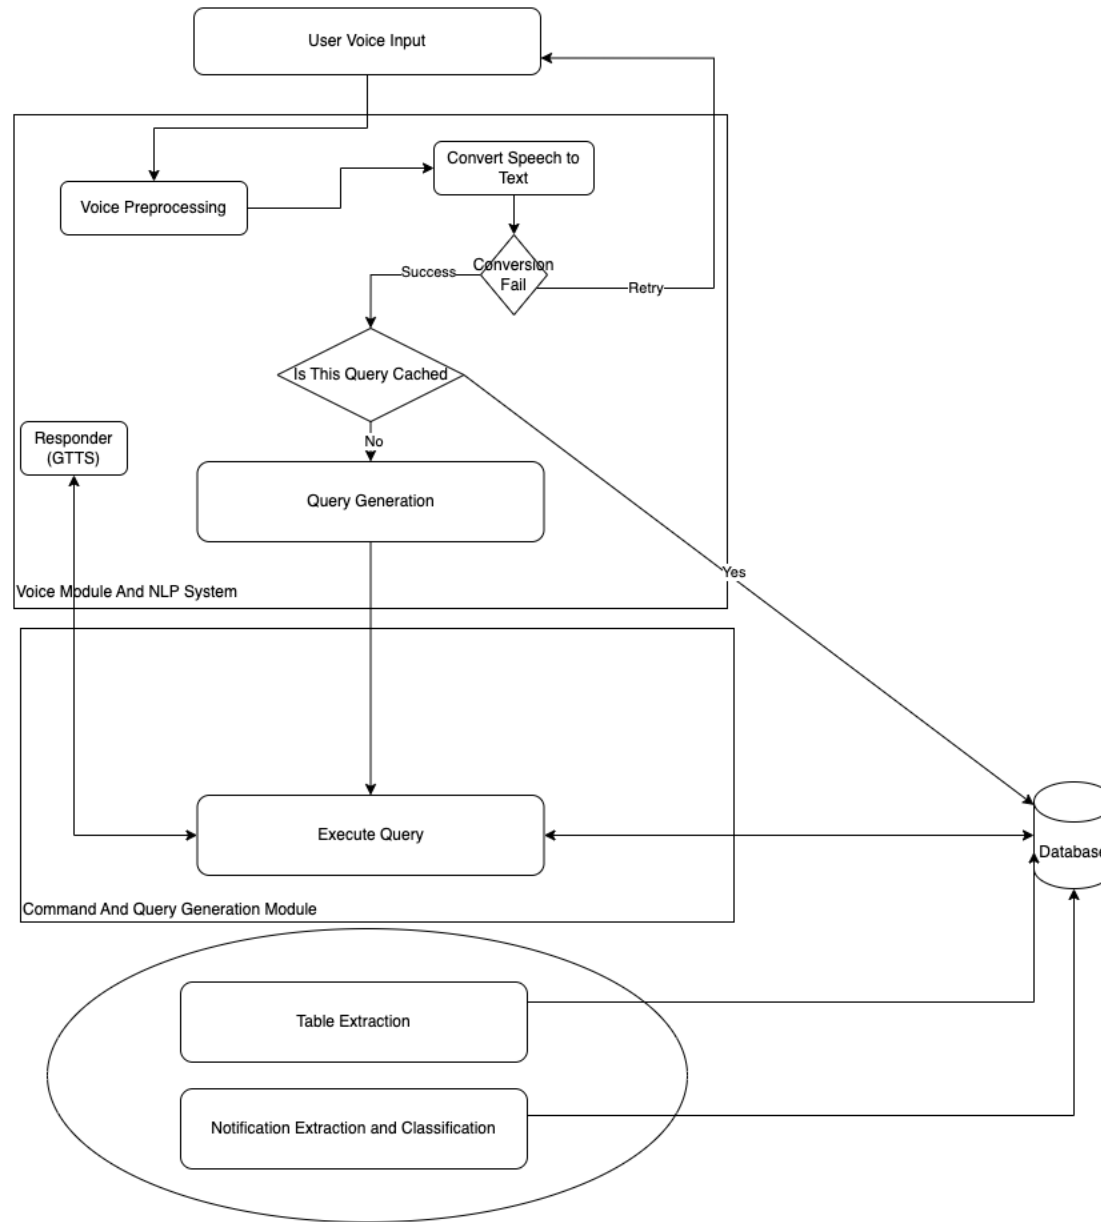 User Voice Input
Convert Speech to
Text
Voice Preprocessing
Conversion
Fail
Success
Retry
Is This Query Cached
No
Responder
(GTTS)
Query Generation
Yes
Voice Module And NLP System
Execute Query
Database
Command And Query Generation Module
Table Extraction
Notification Extraction and Classification